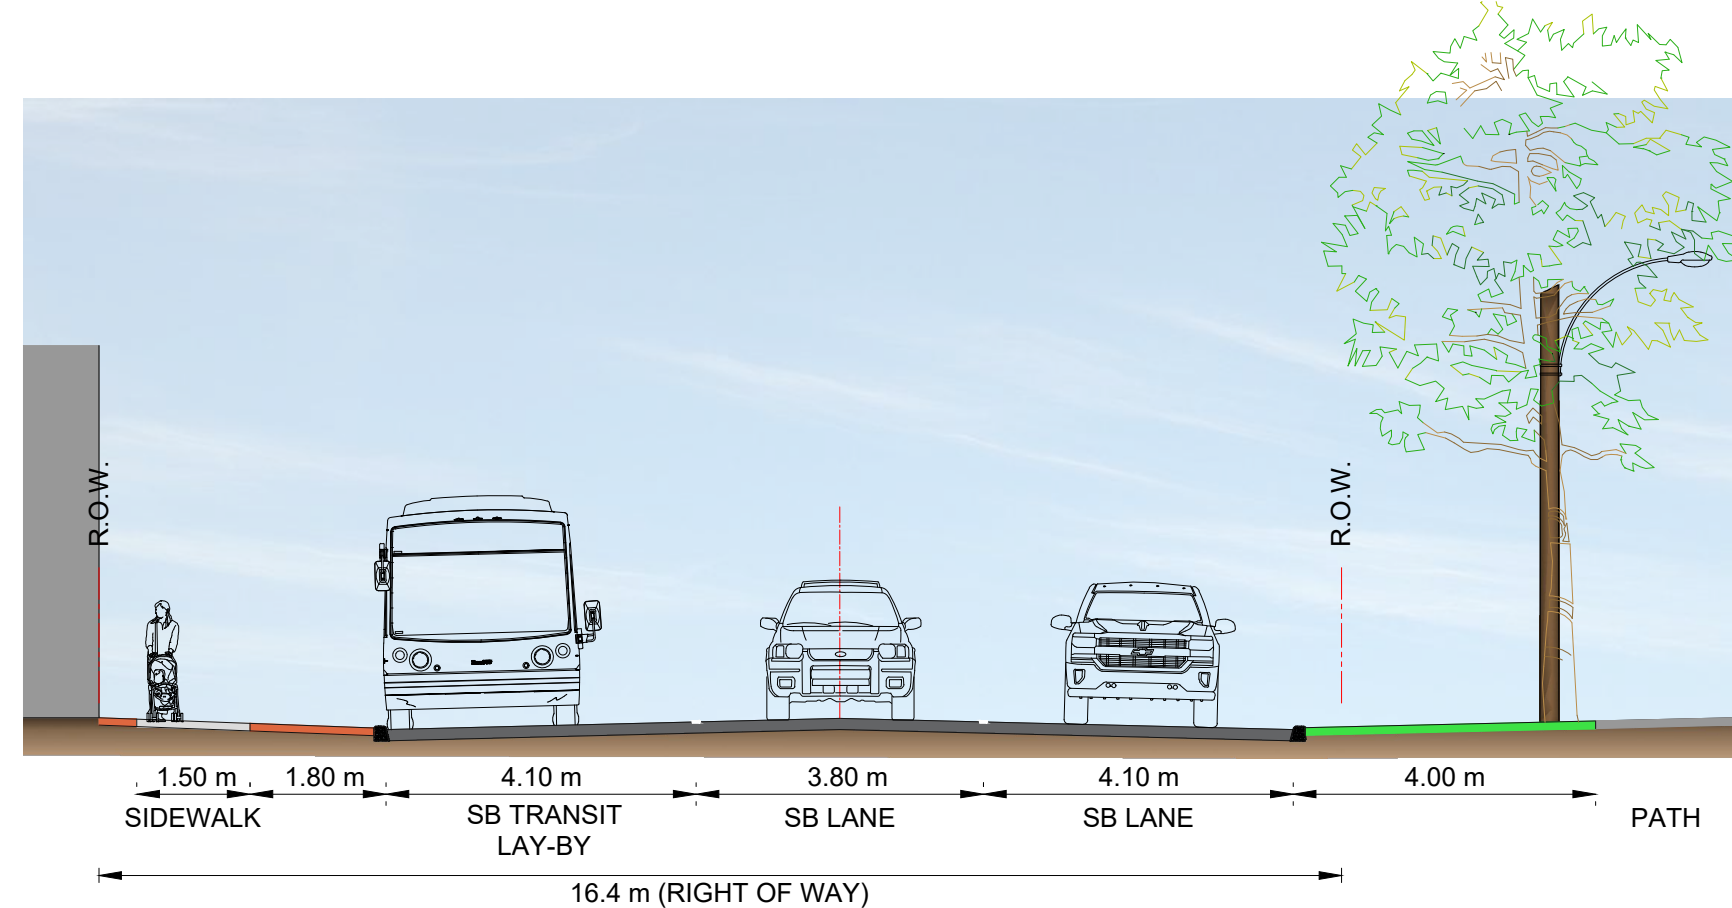 R.O.W.
R.O.W.
1.50 m
1.80 m
4.10 m
3.80 m
4.10 m
4.00 m
SIDEWALK
SB TRANSIT
LAY-BY
SB LANE
SB LANE
PATH
16.4 m (RIGHT OF WAY)